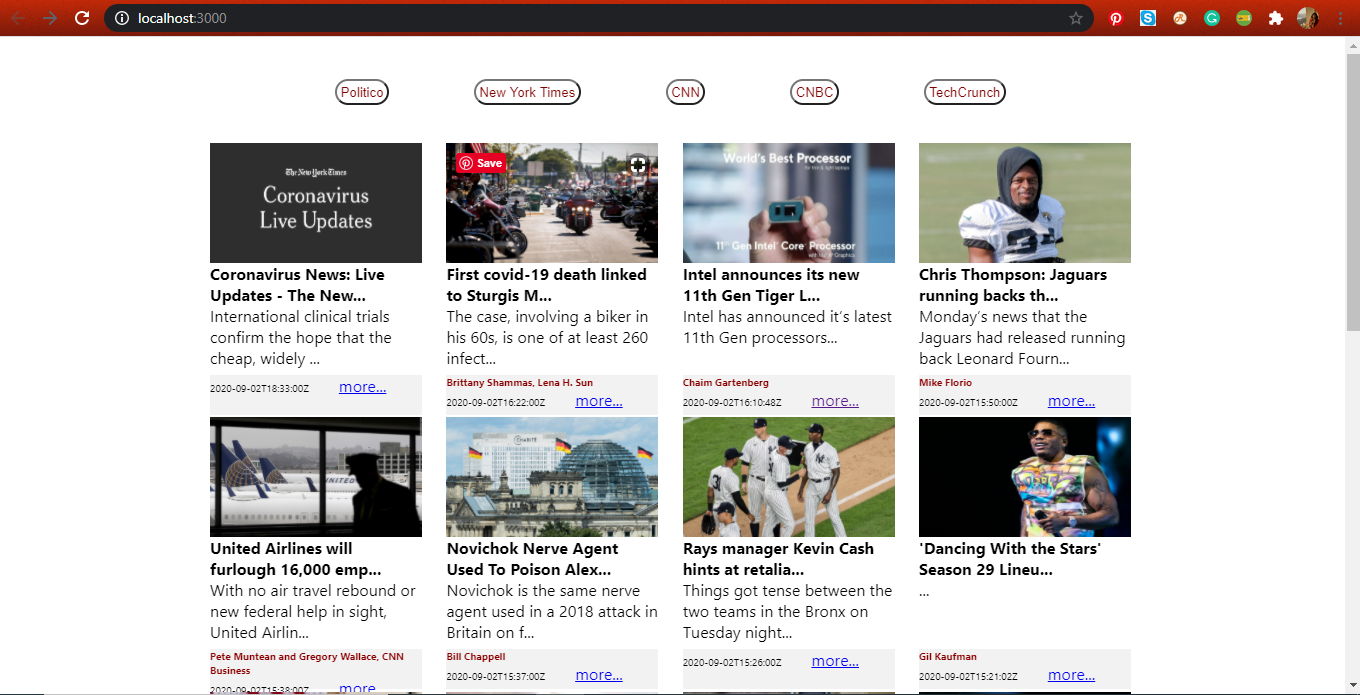 localhost:3000
Politico
New York Times
CNN
CNBC
TechCrunch
The New York Times
Coronavirus
Live Updates
Save
World's Best Processor
11th Gen Intel® Core™ Processor
Coronavirus News: Live
Updates - The New...
International clinical trials
confirm the hope that the
cheap, widely ...
2020-09-02T18:33:00Z more...
First covid-19 death linked
to Sturgis M...
The case, involving a biker in
his 60s, is one of at least 260
infect...
Brittany Shammas, Lena H. Sun
2020-09-02T16:22:00Z more...
Intel announces its new
11th Gen Tiger L...
Intel has announced it’s latest
11th Gen processors...
Chaim Gartenberg
2020-09-02T16:10:48Z more...
Chris Thompson: Jaguars
running backs th...
Monday’s news that the
Jaguars had released running
back Leonard Fourn...
Mike Florio
2020-09-02T15:50:00Z more...
UNITED
31
United Airlines will
furlough 16,000 emp...
With no air travel rebound or
new federal help in sight,
United Airlin...
Pete Muntean and Gregory Wallace, CNN
Business
2020-09-02T15:38:00Z more...
Novichok Nerve Agent
Used To Poison Alex...
Novichok is the same nerve
agent used in a 2018 attack in
Britain on f...
Bill Chappell
2020-09-02T15:37:00Z more...
Rays manager Kevin Cash
hints at retalia...
Things got tense between the
two teams in the Bronx on
Tuesday night...
2020-09-02T15:26:00Z more...
'Dancing With the Stars'
Season 29 Lineu...
...
Gil Kaufman
2020-09-02T15:21:02Z more...